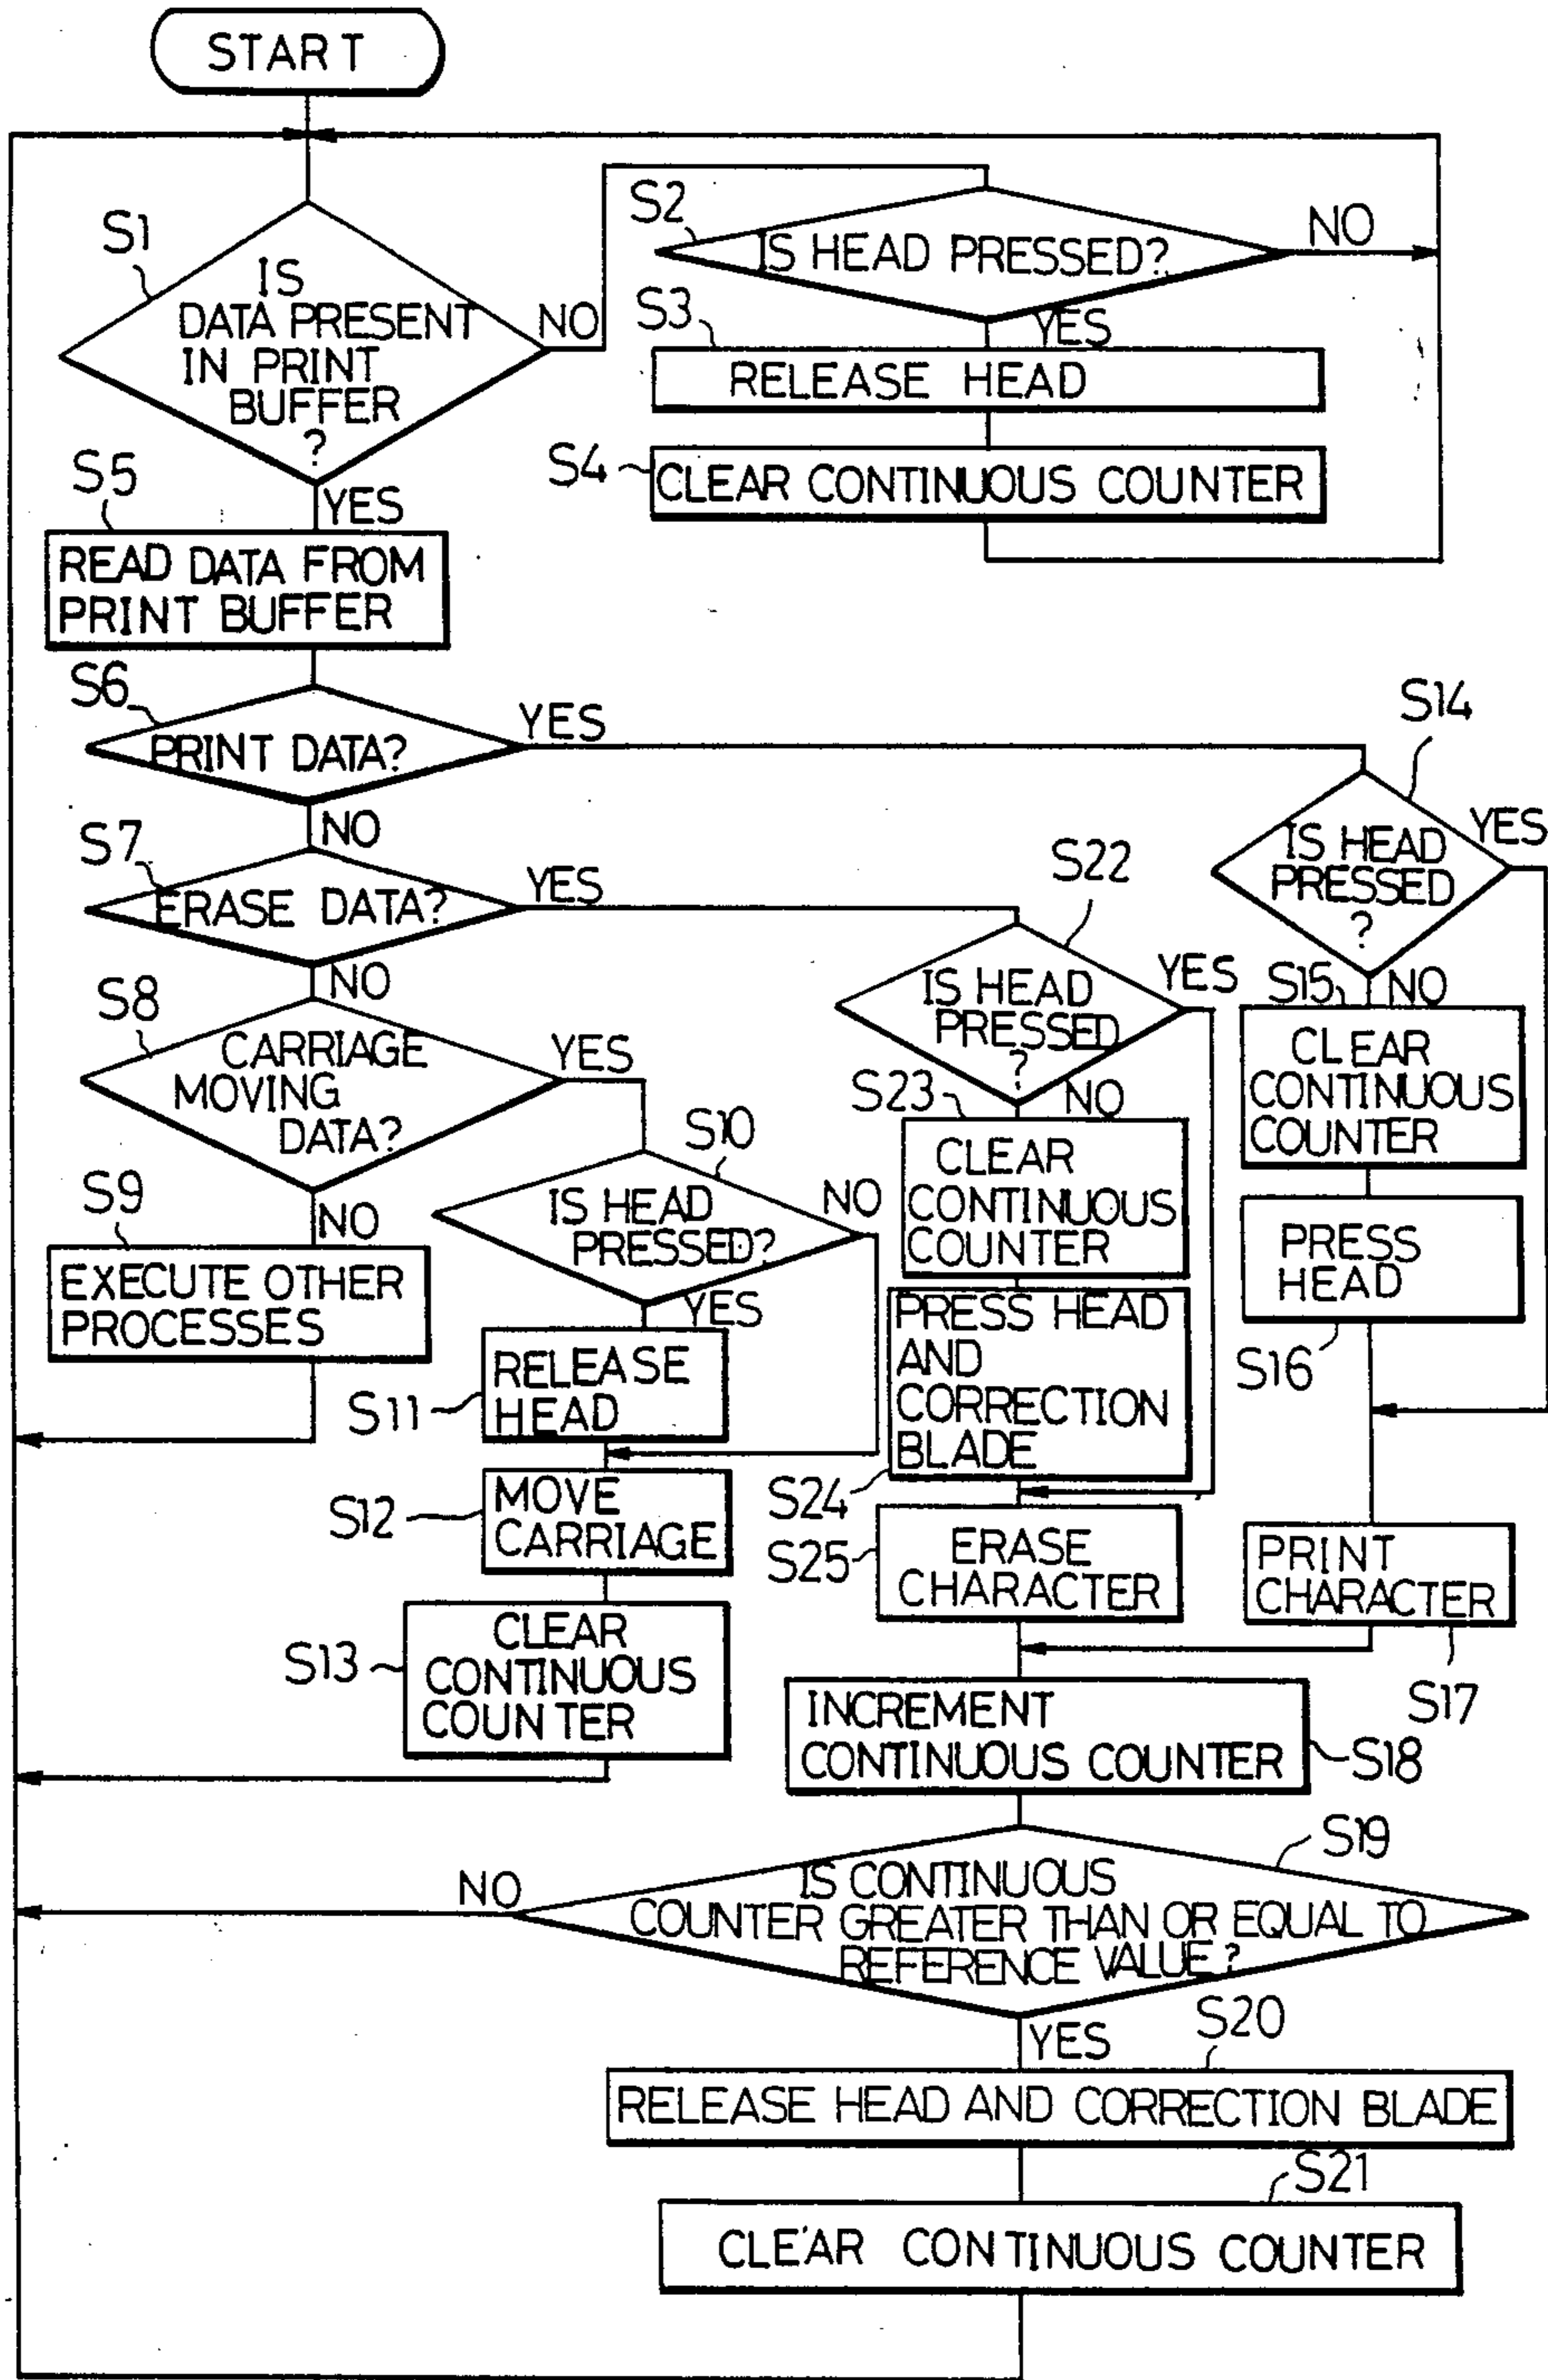 START
S1
IS
DATA PRESENT
IN PRINT
BUFFER
?
NO
YES
S2
IS HEAD PRESSED?
NO
YES
S3
RELEASE HEAD
S4
CLEAR CONTINUOUS COUNTER
S5
READ DATA FROM
PRINT BUFFER
S6
PRINT DATA?
YES
NO
S7
ERASE DATA?
YES
NO
S8
CARRIAGE
MOVING
DATA?
YES
NO
S9
EXECUTE OTHER
PROCESSES
S10
IS HEAD
PRESSED?
NO
YES
S11
RELEASE
HEAD
S12
MOVE
CARRIAGE
S13
CLEAR
CONTINUOUS
COUNTER
S22
IS HEAD
PRESSED
?
YES
NO
S23
CLEAR
CONTINUOUS
COUNTER
PRESS HEAD
AND
CORRECTION
BLADE
S24
S25
ERASE
CHARACTER
S14
IS HEAD
PRESSED
?
YES
NO
S15
CLEAR
CONTINUOUS
COUNTER
PRESS
HEAD
S16
PRINT
CHARACTER
S17
INCREMENT
CONTINUOUS COUNTER
S18
S19
IS CONTINUOUS
COUNTER GREATER THAN OR EQUAL TO
REFERENCE VALUE?
NO
YES
S20
RELEASE HEAD AND CORRECTION BLADE
S21
CLEAR CONTINUOUS COUNTER